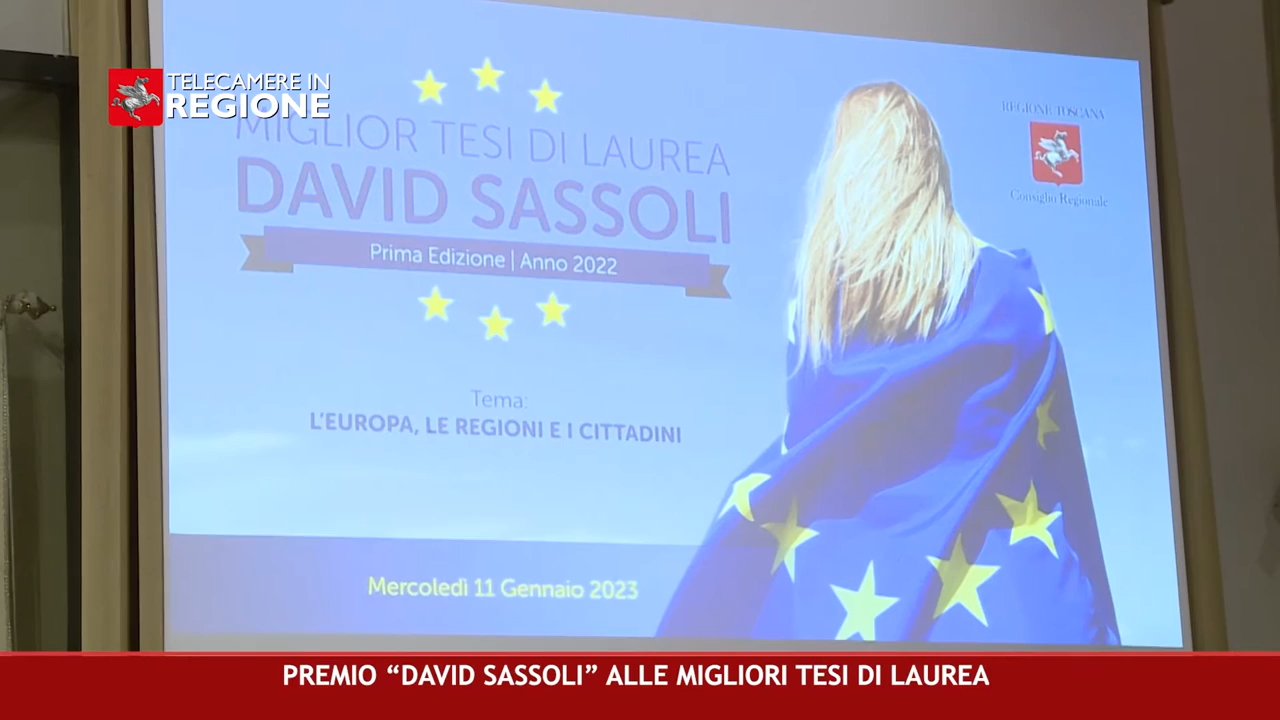 TELECAMERE IN
REGIONE
MIGLIOR TESI DI LAUREA
DAVID SASSOLI
Prima Edizione | Anno 2022
Tema:
L'EUROPA, LE REGIONI E I CITTADINI
Mercoledì 11 Gennaio 2023
REGIONE TOSCANA
Consiglio Regionale
PREMIO “DAVID SASSOLI” ALLE MIGLIORI TESI DI LAUREA